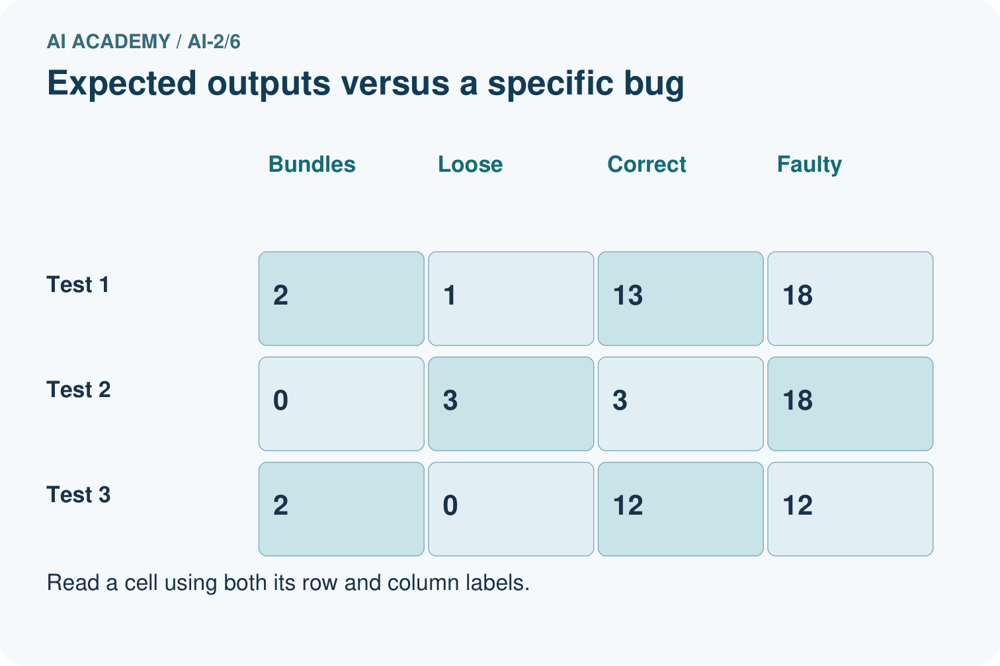 AI ACADEMY / AI-2/6
Expected outputs versus a specific bug
Bundles Loose Correct Faulty
Test 1 2 1 13 18
Test 2 0 3 3 18
Test 3 2 0 12 12
Read a cell using both its row and column labels.